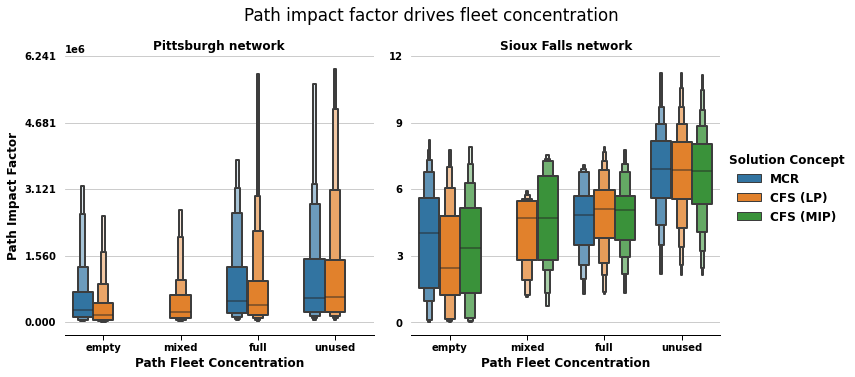 Path impact factor drives fleet concentration
Pittsburgh network
Sioux Falls network
1e6
6.241
4.681
3.121
1.560
0.000
Path Impact Factor
empty
mixed
full
unused
Path Fleet Concentration
12
9
6
3
0
empty
mixed
full
unused
Path Fleet Concentration
Solution Concept
MCR
CFS (LP)
CFS (MIP)